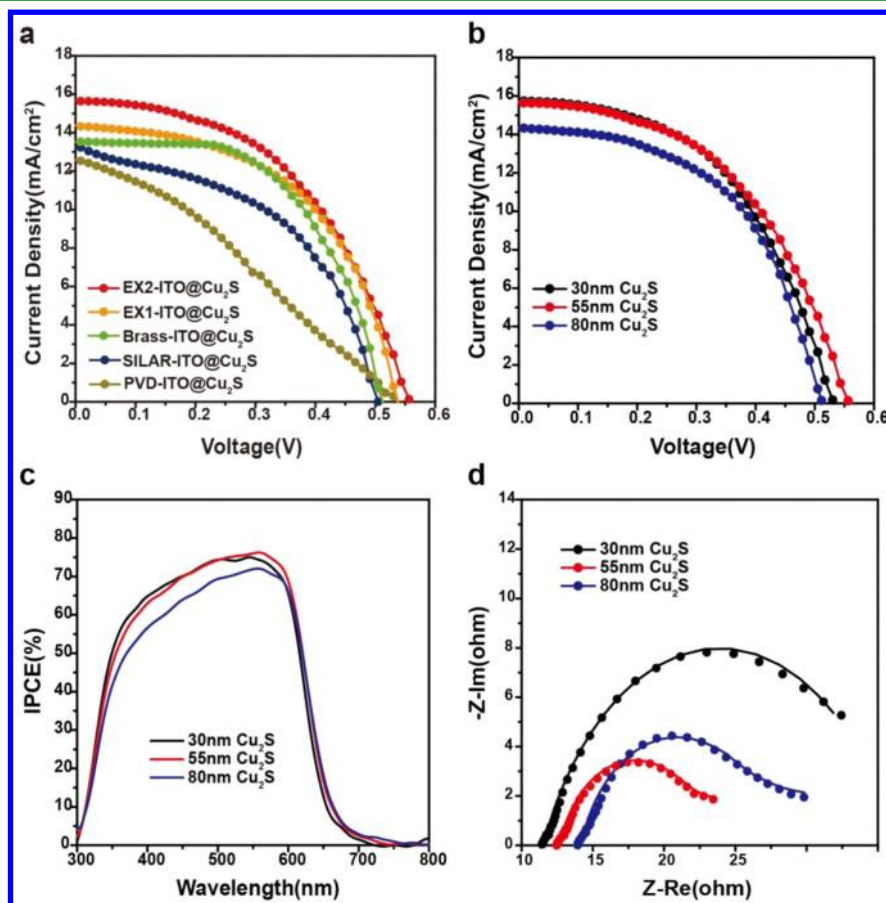 a
18
16
14
12
10
8
6
4
2
0
Current Density(mA/cm²)
EX2-ITO@Cu₂S
EX1-ITO@Cu₂S
Brass-ITO@Cu₂S
SILAR-ITO@Cu₂S
PVD-ITO@Cu₂S
0.0 0.1 0.2 0.3 0.4 0.5 0.6
Voltage(V)
b
18
16
14
12
10
8
6
4
2
0
Current Density(mA/cm²)
30nm Cu₂S
55nm Cu₂S
80nm Cu₂S
0.0 0.1 0.2 0.3 0.4 0.5 0.6
Voltage(V)
c
90
75
60
45
30
15
0
IPCE(%)
30nm Cu₂S
55nm Cu₂S
80nm Cu₂S
300 400 500 600 700 800
Wavelength(nm)
d
14
12
10
8
6
4
2
0
-Z-Im(ohm)
30nm Cu₂S
55nm Cu₂S
80nm Cu₂S
10 15 20 25 25
Z-Re(ohm)